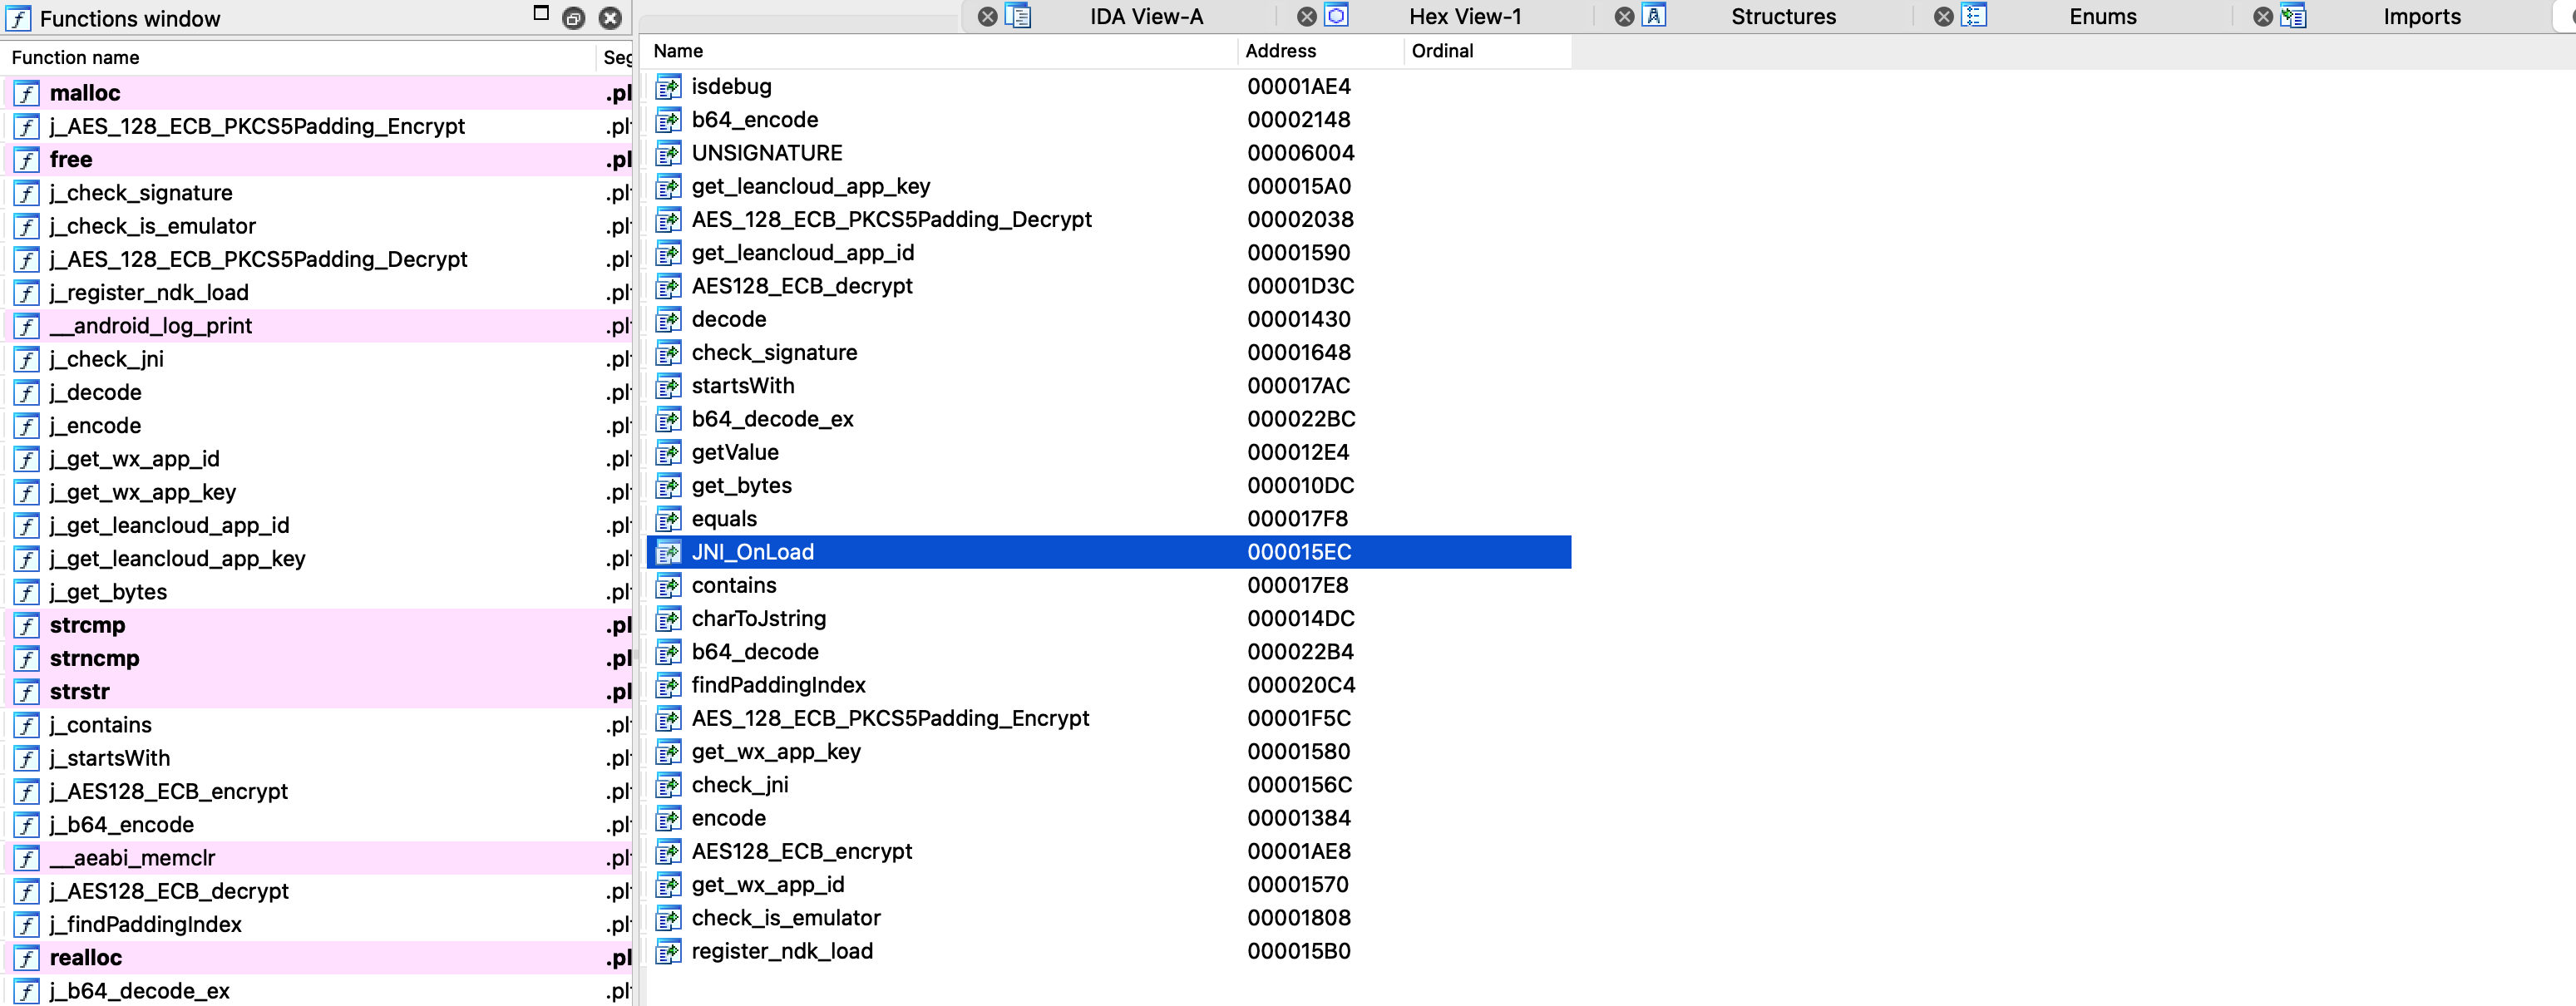 Functions window
Function name Seg
malloc .pl
j_AES_128_ECB_PKCS5Padding_Encrypt .pl
free .pl
j_check_signature .pl
j_check_is_emulator .pl
j_AES_128_ECB_PKCS5Padding_Decrypt .pl
j_register_ndk_load .pl
__android_log_print .pl
j_check_jni .pl
j_decode .pl
j_encode .pl
j_get_wx_app_id .pl
j_get_wx_app_key .pl
j_get_leancloud_app_id .pl
j_get_leancloud_app_key .pl
j_get_bytes .pl
strcmp .pl
strncmp .pl
strstr .pl
j_contains .pl
j_startsWith .pl
j_AES128_ECB_encrypt .pl
j_b64_encode .pl
__aeabi_memclr .pl
j_AES128_ECB_decrypt .pl
j_findPaddingIndex .pl
realloc .pl
j_b64_decode_ex .pl
IDA View-A Hex View-1 Structures Enums Imports
Name Address Ordinal
isdebug 00001AE4
b64_encode 00002148
UNSIGNATURE 00006004
get_leancloud_app_key 000015A0
AES_128_ECB_PKCS5Padding_Decrypt 00002038
get_leancloud_app_id 00001590
AES128_ECB_decrypt 00001D3C
decode 00001430
check_signature 00001648
startsWith 000017AC
b64_decode_ex 000022BC
getValue 000012E4
get_bytes 000010DC
equals 000017F8
JNI_OnLoad 000015EC
contains 000017E8
charToJstring 000014DC
b64_decode 000022B4
findPaddingIndex 000020C4
AES_128_ECB_PKCS5Padding_Encrypt 00001F5C
get_wx_app_key 00001580
check_jni 0000156C
encode 00001384
AES128_ECB_encrypt 00001AE8
get_wx_app_id 00001570
check_is_emulator 00001808
register_ndk_load 000015B0